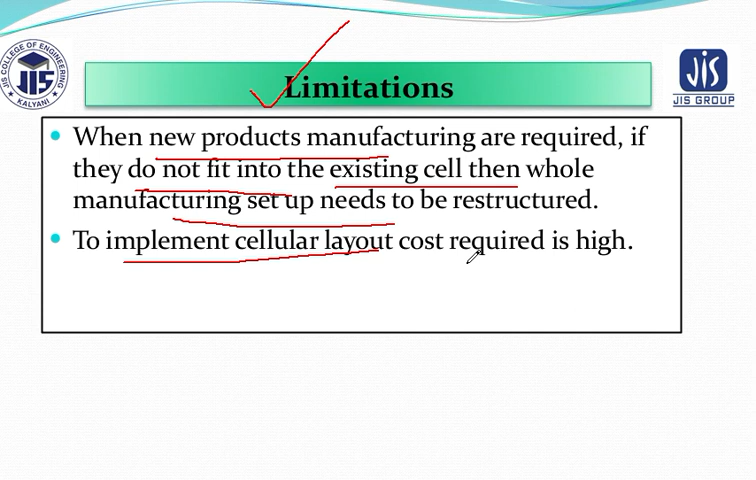 Limitations
JIS COLLEGE OF ENGINEERING
JIS
KALYANI
JIS
JIS GROUP
When new products manufacturing are required, if
they do not fit into the existing cell then whole
manufacturing set up needs to be restructured.
To implement cellular layout cost required is high.